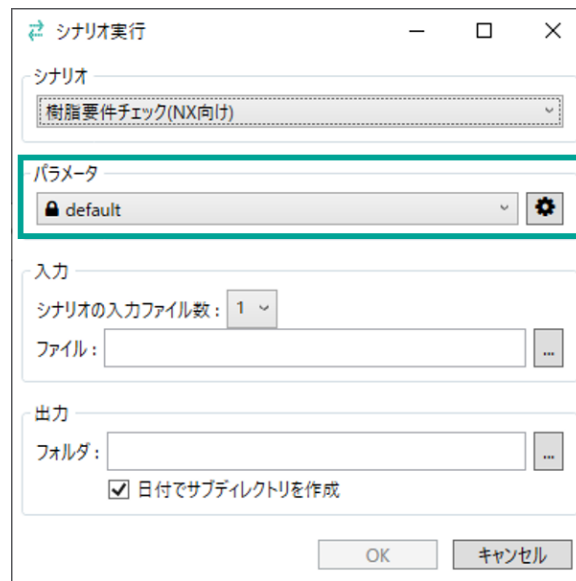 シナリオ実行
シナリオ
樹脂要件チェック(NX向け)
パラメータ
default
入力
シナリオの入力ファイル数 : 1
ファイル : ...
出力
フォルダ : ...
日付でサブディレクトリを作成
OK キャンセル